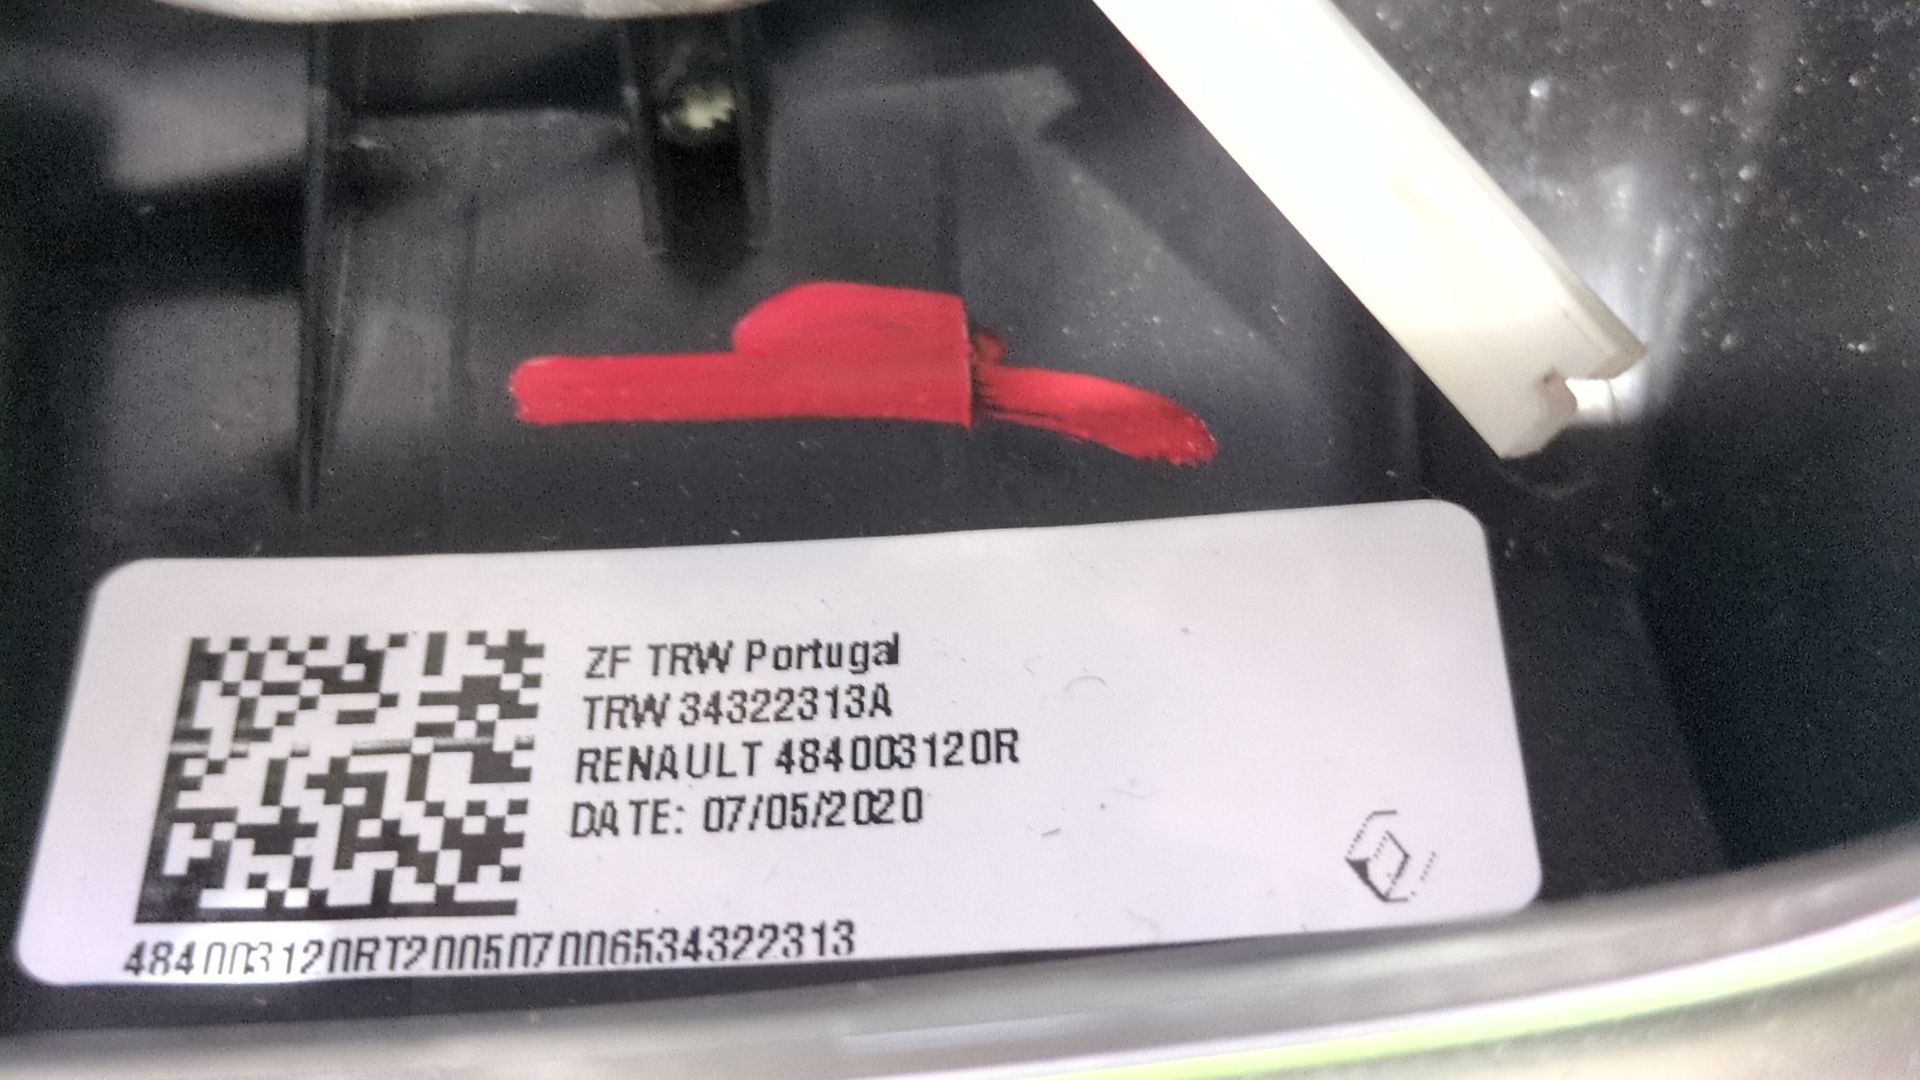 ZF TRW Portugal
TRW 34322313A
RENAULT 484003120R
DATE: 07/05/2020
484003120RT200507006534322313